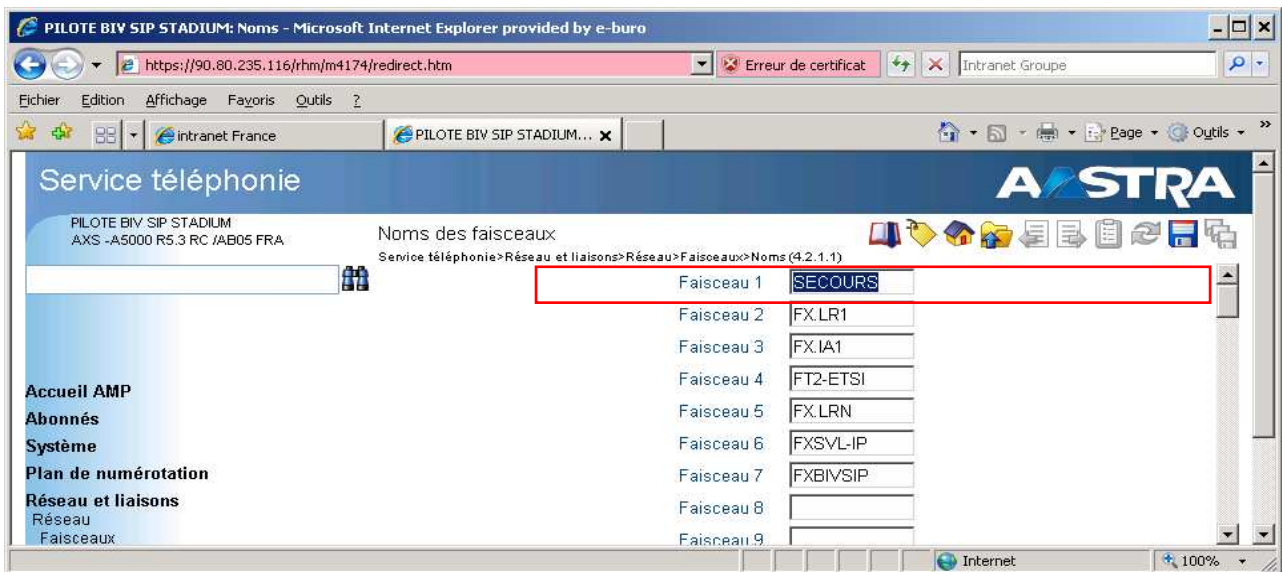 PILOTE BIV SIP STADIUM: Noms - Microsoft Internet Explorer provided by e-buro
https://90.80.235.116/rhm/m4174/redirect.htm
Erreur de certificat
Intranet Groupe
Fichier Edition Affichage Favoris Outils ?
intranet France
PILOTE BIV SIP STADIUM...
Page
Outils
Service téléphonie
AASTRA
PILOTE BIV SIP STADIUM
AXS -A5000 R5.3 RC /AB05 FRA
Noms des faisceaux
Service téléphonie>Réseau et liaisons>Réseau>Faisceaux>Noms (4.2.1.1)
Faisceau 1 SECOURS
Faisceau 2 FX.LR1
Faisceau 3 FX.IA1
Faisceau 4 FT2-ETSI
Faisceau 5 FX.LRN
Faisceau 6 FXSVL-IP
Faisceau 7 FXBIVSIP
Faisceau 8
Faisceau 9
Accueil AMP
Abonnés
Système
Plan de numérotation
Réseau et liaisons
Réseau
Faisceaux
Internet
100%